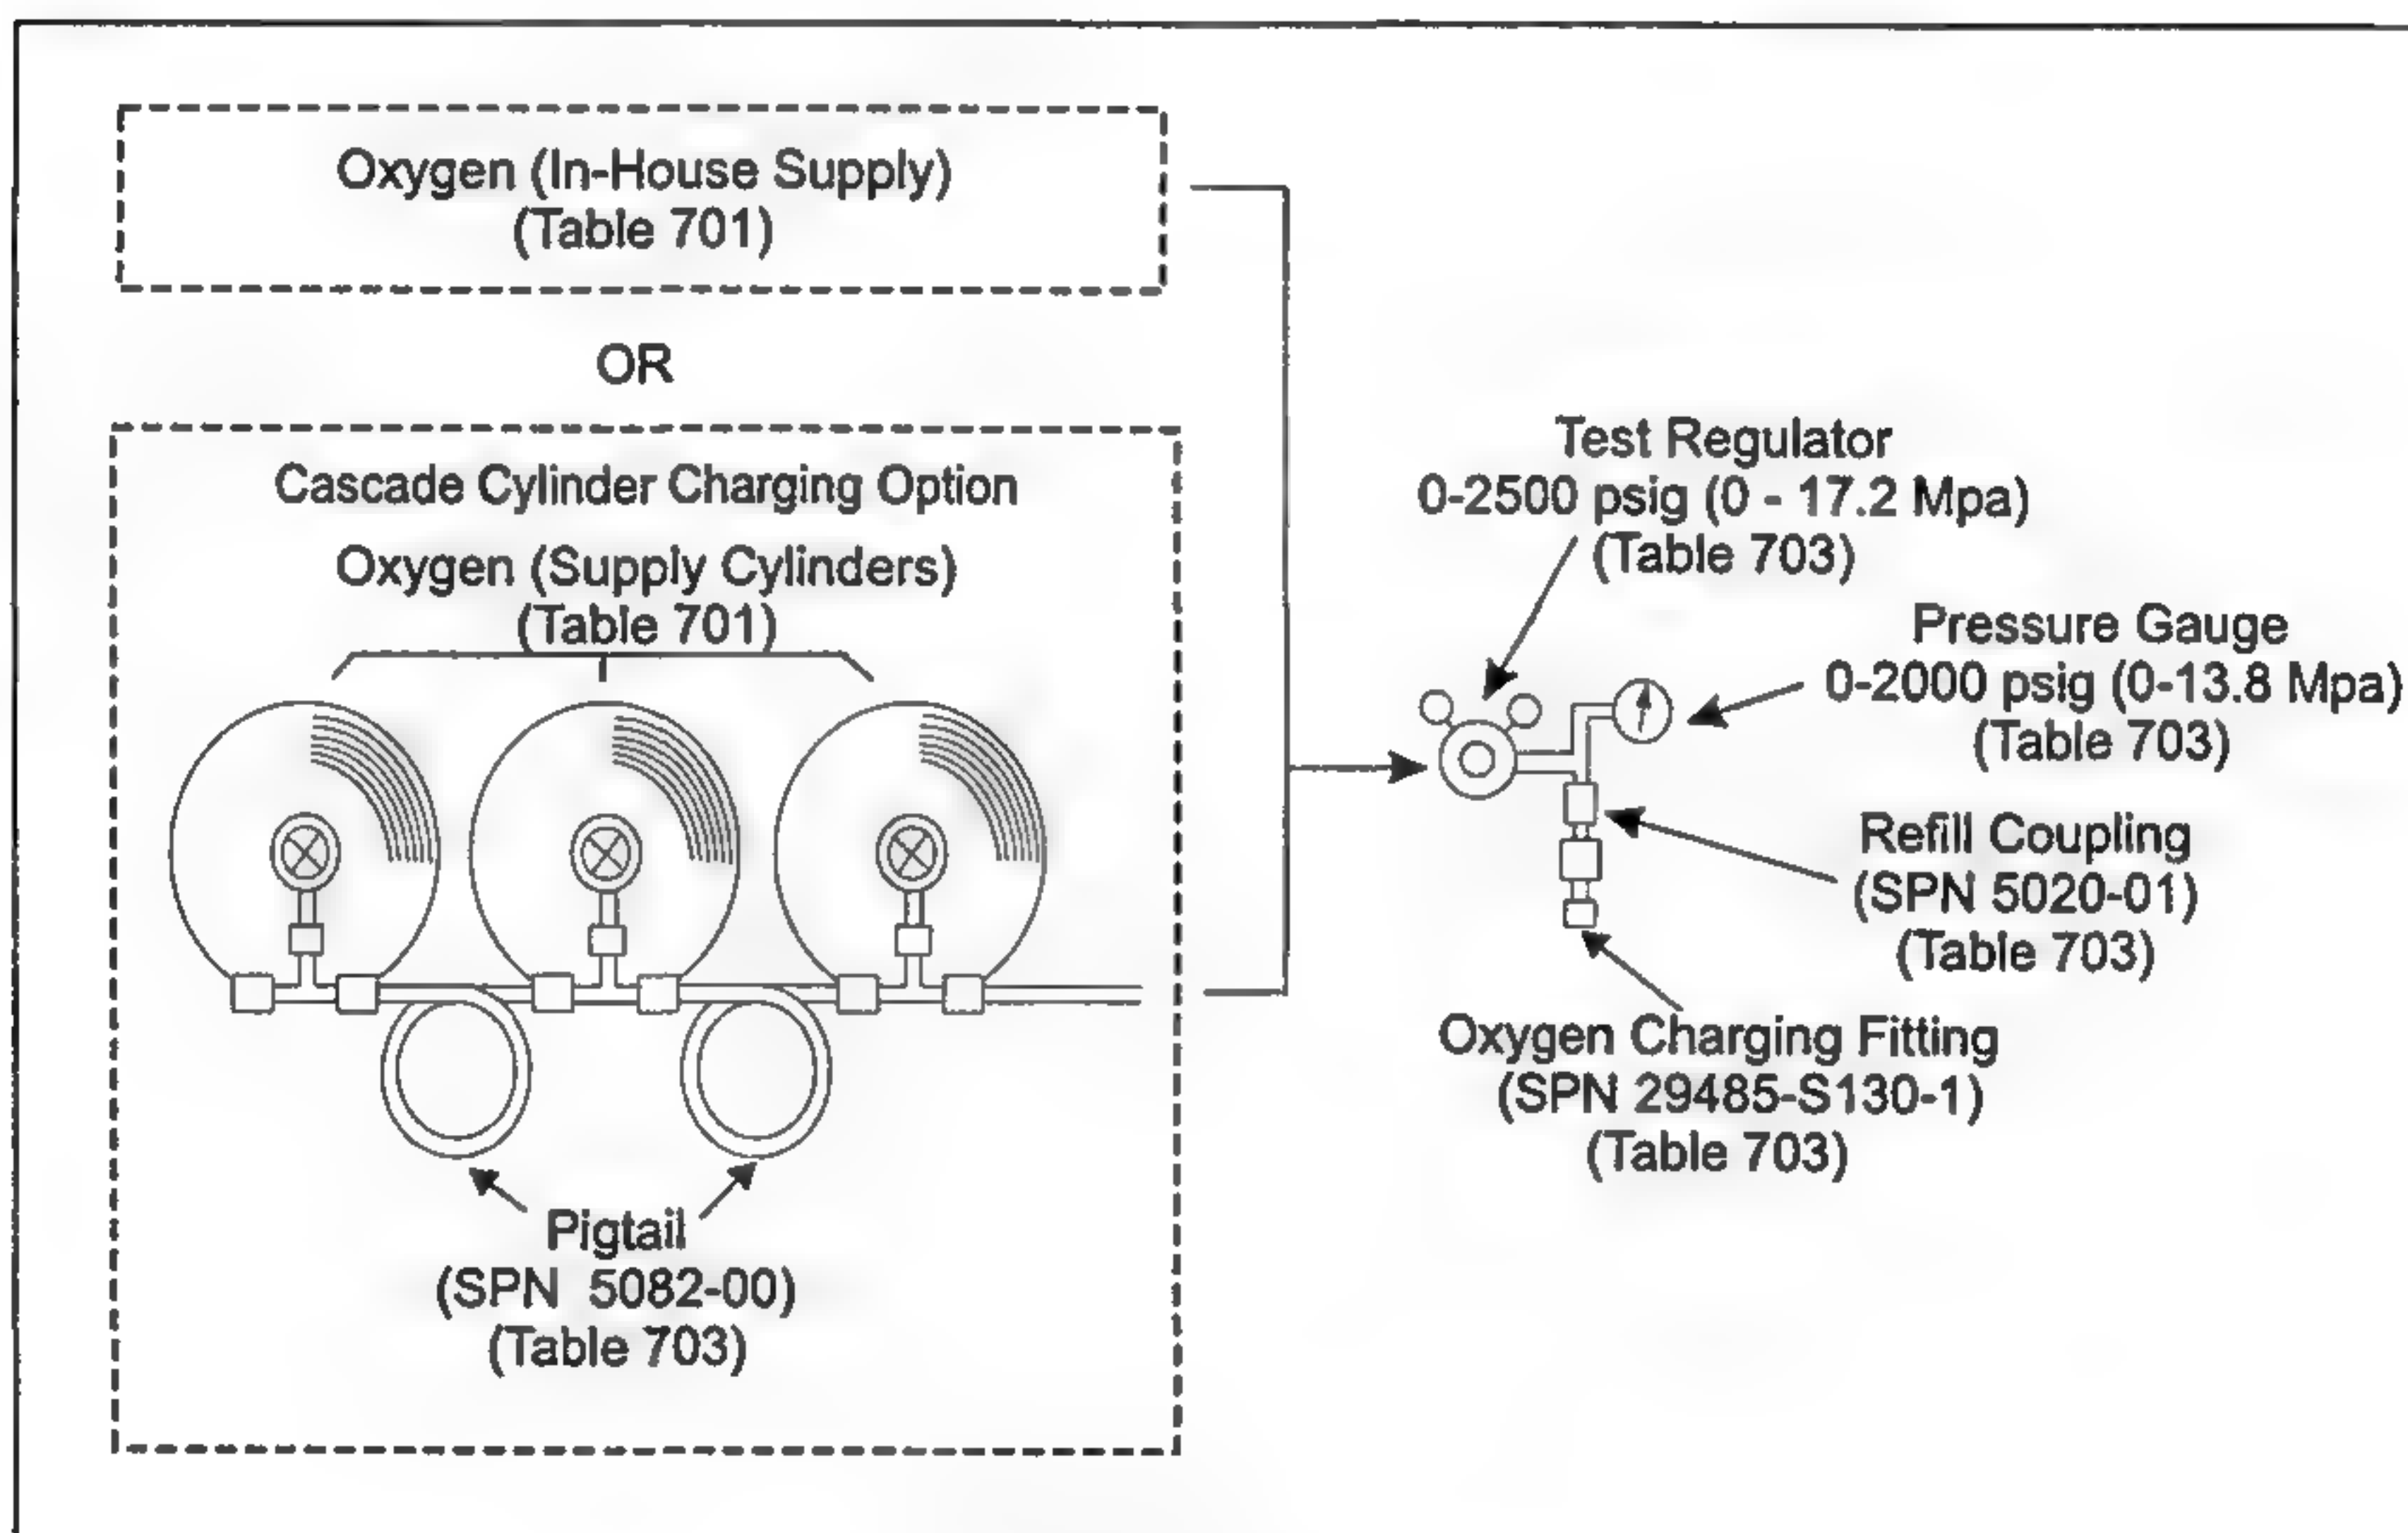 Oxygen (In-House Supply)
(Table 701)
OR
Cascade Cylinder Charging Option
Oxygen (Supply Cylinders)
(Table 701)
Pigtail
(SPN 5082-00)
(Table 703)
Test Regulator
0-2500 psig (0 - 17.2 Mpa)
(Table 703)
Pressure Gauge
0-2000 psig (0-13.8 Mpa)
(Table 703)
Refill Coupling
(SPN 5020-01)
(Table 703)
Oxygen Charging Fitting
(SPN 29485-S130-1)
(Table 703)